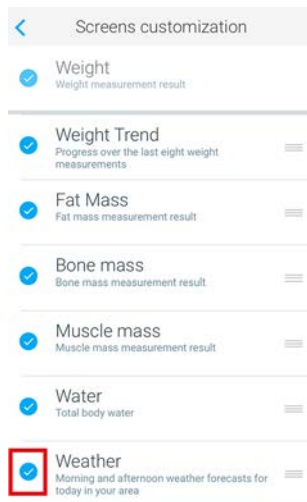 Screens customization
Weight
Weight measurement result
Weight Trend
Progress over the last eight weight
measurements
Fat Mass
Fat mass measurement result
Bone mass
Bone mass measurement result
Muscle mass
Muscle mass measurement result
Water
Total body water
Weather
Morning and afternoon weather forecasts for
today in your area